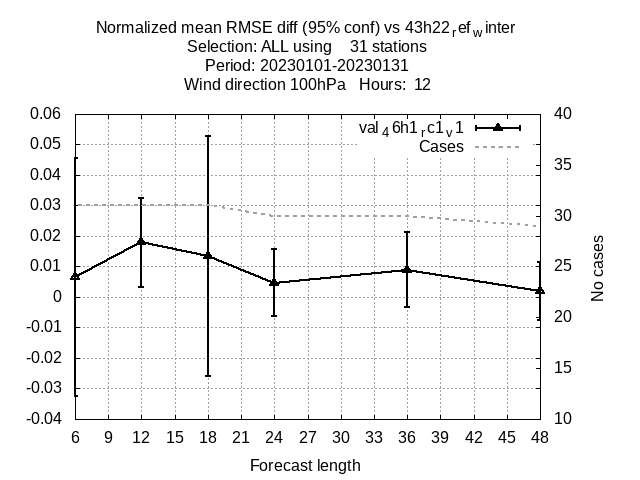 Normalized mean RMSE diff (95% conf) vs 43h22refwinter
Selection: ALL using 31 stations
Period: 20230101-20230131
Wind direction 100hPa Hours: 12
val46h1rc1v1
Cases
0.06
0.05
0.04
0.03
0.02
0.01
0
-0.01
-0.02
-0.03
-0.04
40
35
30
25
20
15
10
No cases
6 9 12 15 18 21 24 27 30 33 36 39 42 45 48
Forecast length